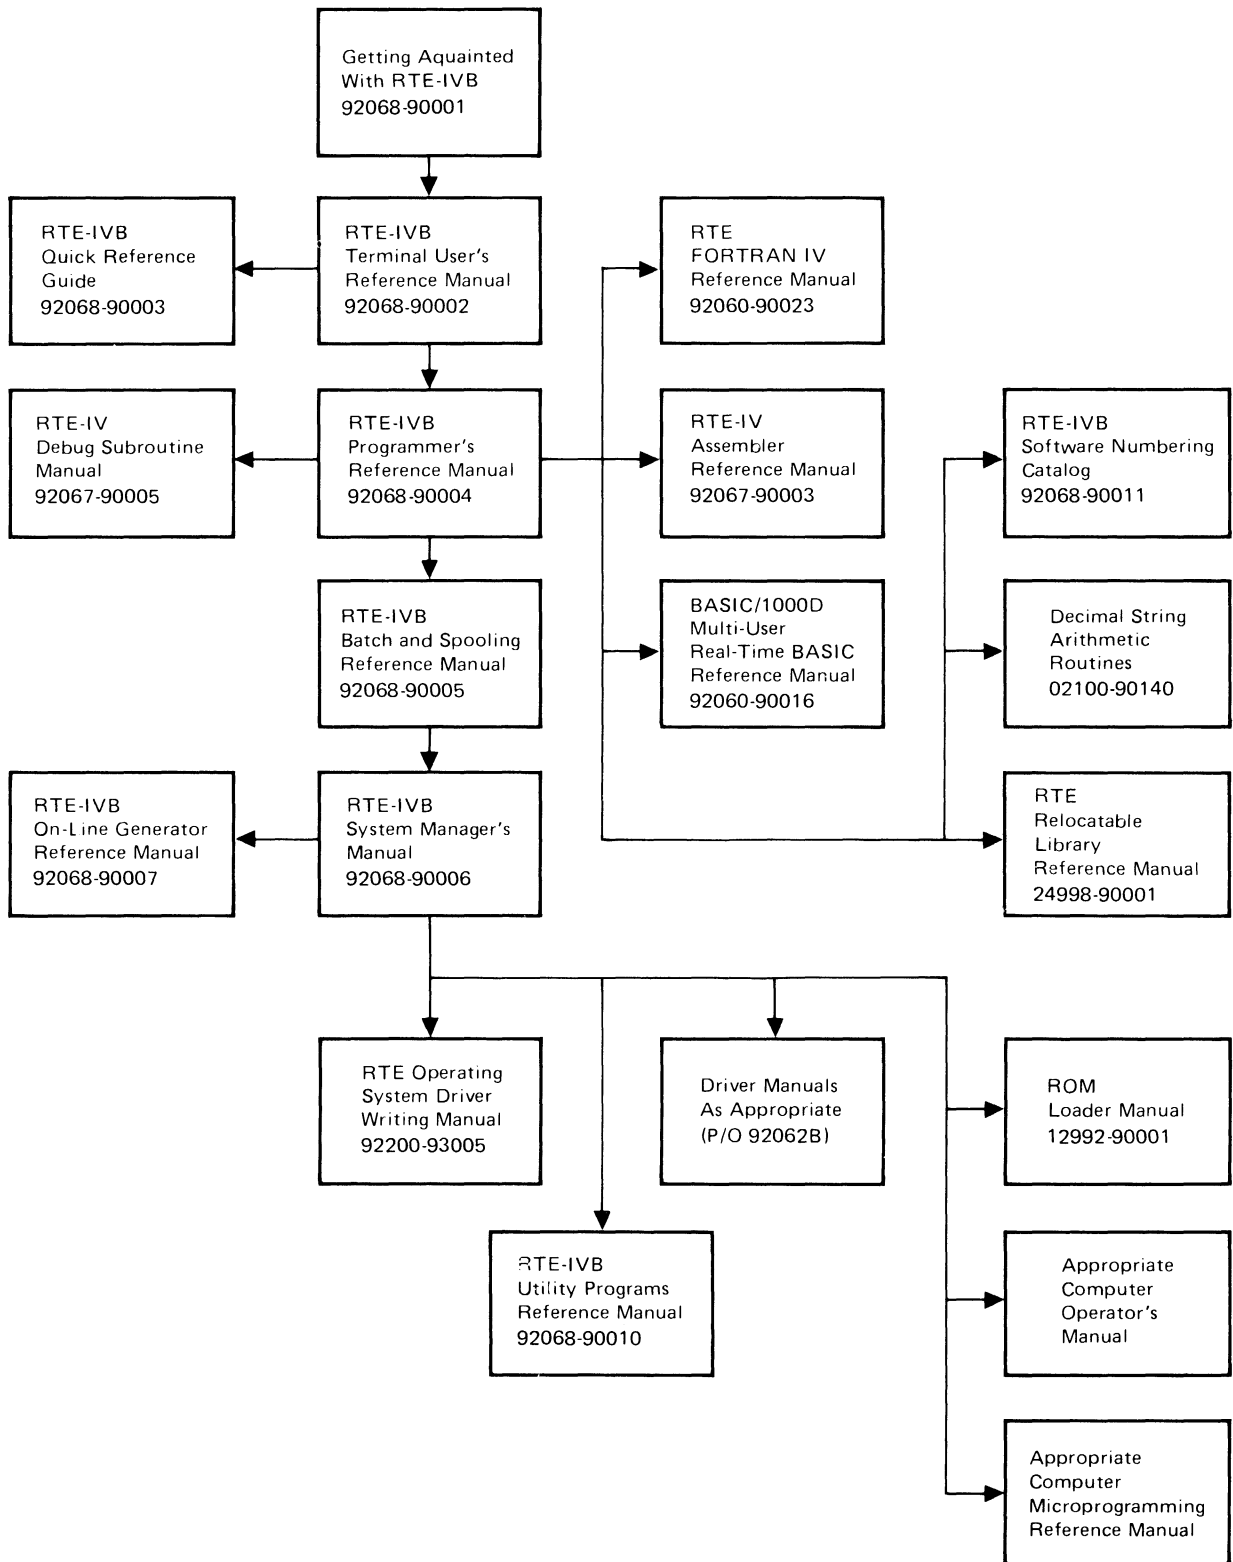 Getting Aquainted
With RTE-IVB
92068-90001
RTE-IVB
Quick Reference
Guide
92068-90003
RTE-IVB
Terminal User's
Reference Manual
92068-90002
RTE
FORTRAN IV
Reference Manual
92060-90023
RTE-IV
Debug Subroutine
Manual
92067-90005
RTE-IVB
Programmer's
Reference Manual
92068-90004
RTE-IV
Assembler
Reference Manual
92067-90003
RTE-IVB
Software Numbering
Catalog
92068-90011
RTE-IVB
Batch and Spooling
Reference Manual
92068-90005
BASIC/1000D
Multi-User
Real-Time BASIC
Reference Manual
92060-90016
Decimal String
Arithmetic
Routines
02100-90140
RTE-IVB
On-Line Generator
Reference Manual
92068-90007
RTE-IVB
System Manager's
Manual
92068-90006
RTE
Relocatable
Library
Reference Manual
24998-90001
RTE Operating
System Driver
Writing Manual
92200-93005
Driver Manuals
As Appropriate
(P/O 92062B)
ROM
Loader Manual
12992-90001
RTE-IVB
Utility Programs
Reference Manual
92068-90010
Appropriate
Computer
Operator's
Manual
Appropriate
Computer
Microprogramming
Reference Manual